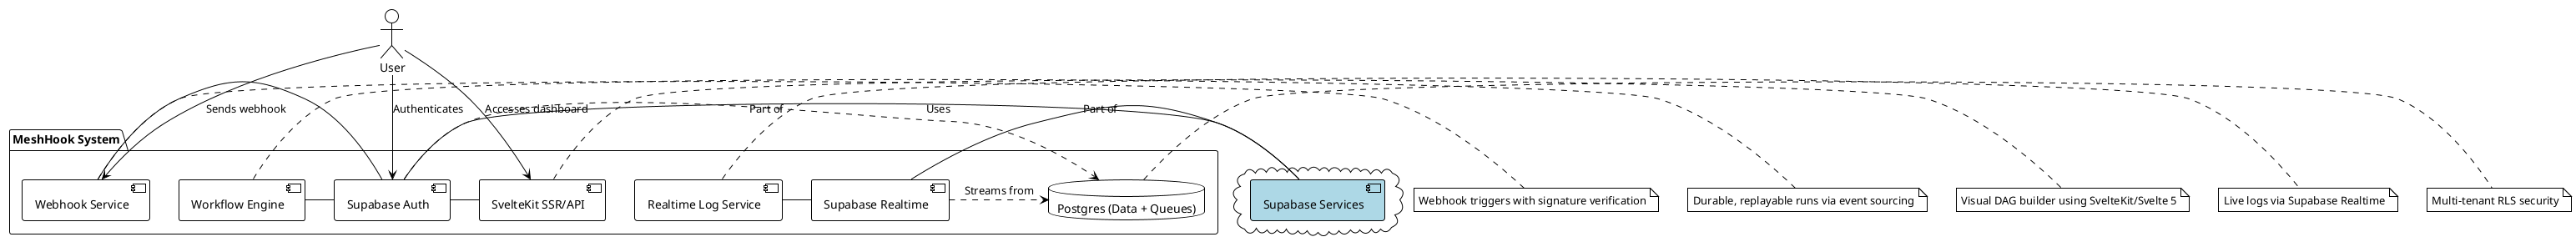 User
Sends webhook
Authenticates
Accesses dashboard
Part of
Uses
Part of
MeshHook System
Webhook Service
Workflow Engine
Supabase Auth
SvelteKit SSR/API
Realtime Log Service
Supabase Realtime
Streams from
Postgres (Data + Queues)
Supabase Services
Webhook triggers with signature verification
Durable, replayable runs via event sourcing
Visual DAG builder using SvelteKit/Svelte 5
Live logs via Supabase Realtime
Multi-tenant RLS security